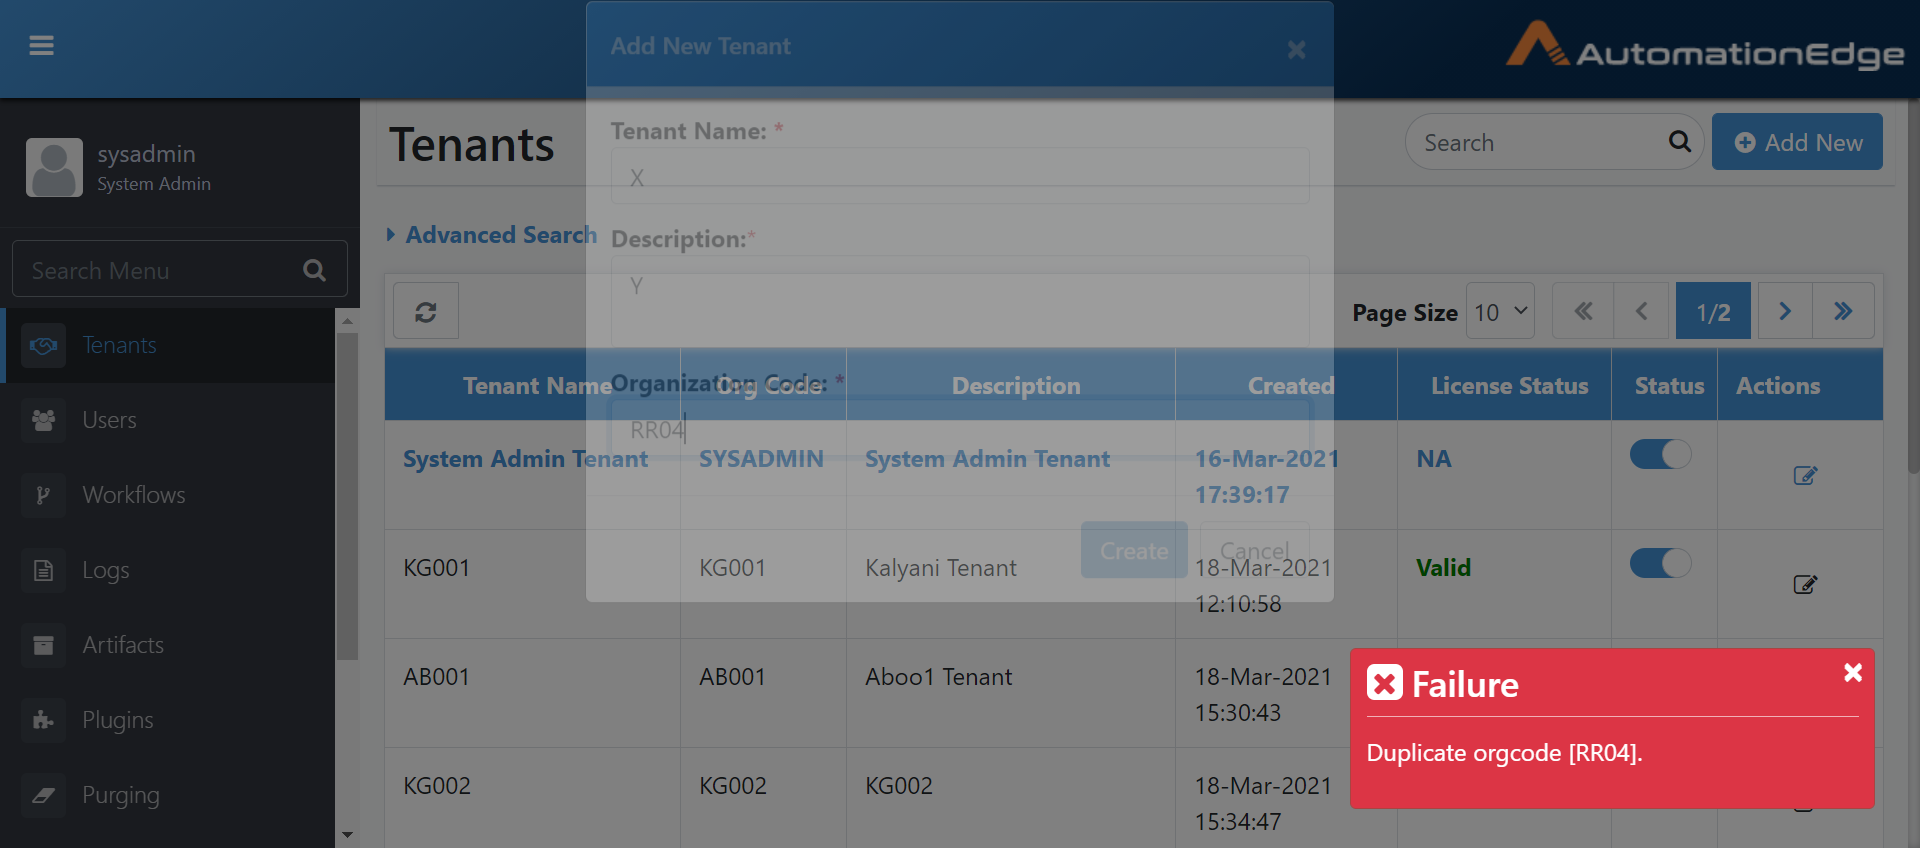 AutomationEdge
sysadmin
System Admin
Search Menu
Tenants
Users
Workflows
Logs
Artifacts
Plugins
Purging
Tenants
Search
Add New
Advanced Search
Page Size 10
1/2
Tenant Name Org Code Description Created License Status Status Actions
System Admin Tenant SYSADMIN System Admin Tenant 16-Mar-2021 NA
17:39:17
KG001 KG001 Kalyani Tenant 18-Mar-2021 Valid
12:10:58
AB001 AB001 Aboo1 Tenant 18-Mar-2021
15:30:43
KG002 KG002 KG002 18-Mar-2021
15:34:47
Add New Tenant
Tenant Name: *
X
Description:*
Y
Organization Code: *
RR04
Create Cancel
Failure
Duplicate orgcode [RR04].